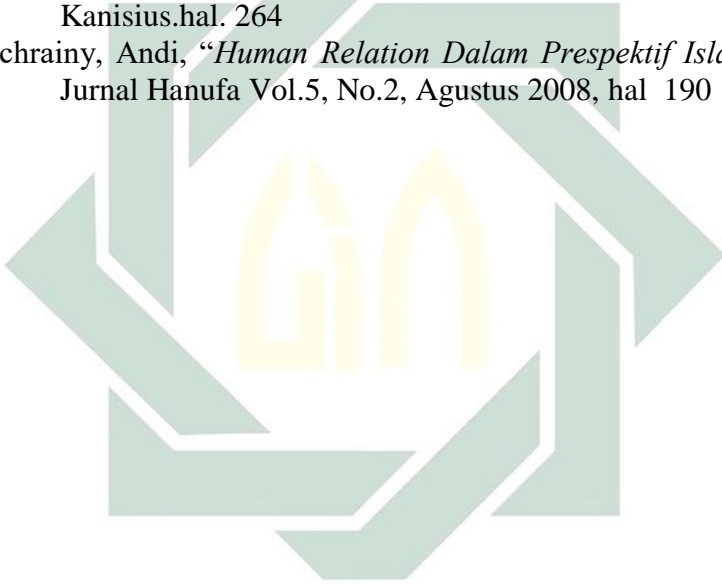 Kanisius.hal. 264
chrainy, Andi, “Human Relation Dalam Prespektif Isla
Jurnal Hanufa Vol.5, No.2, Agustus 2008, hal 190